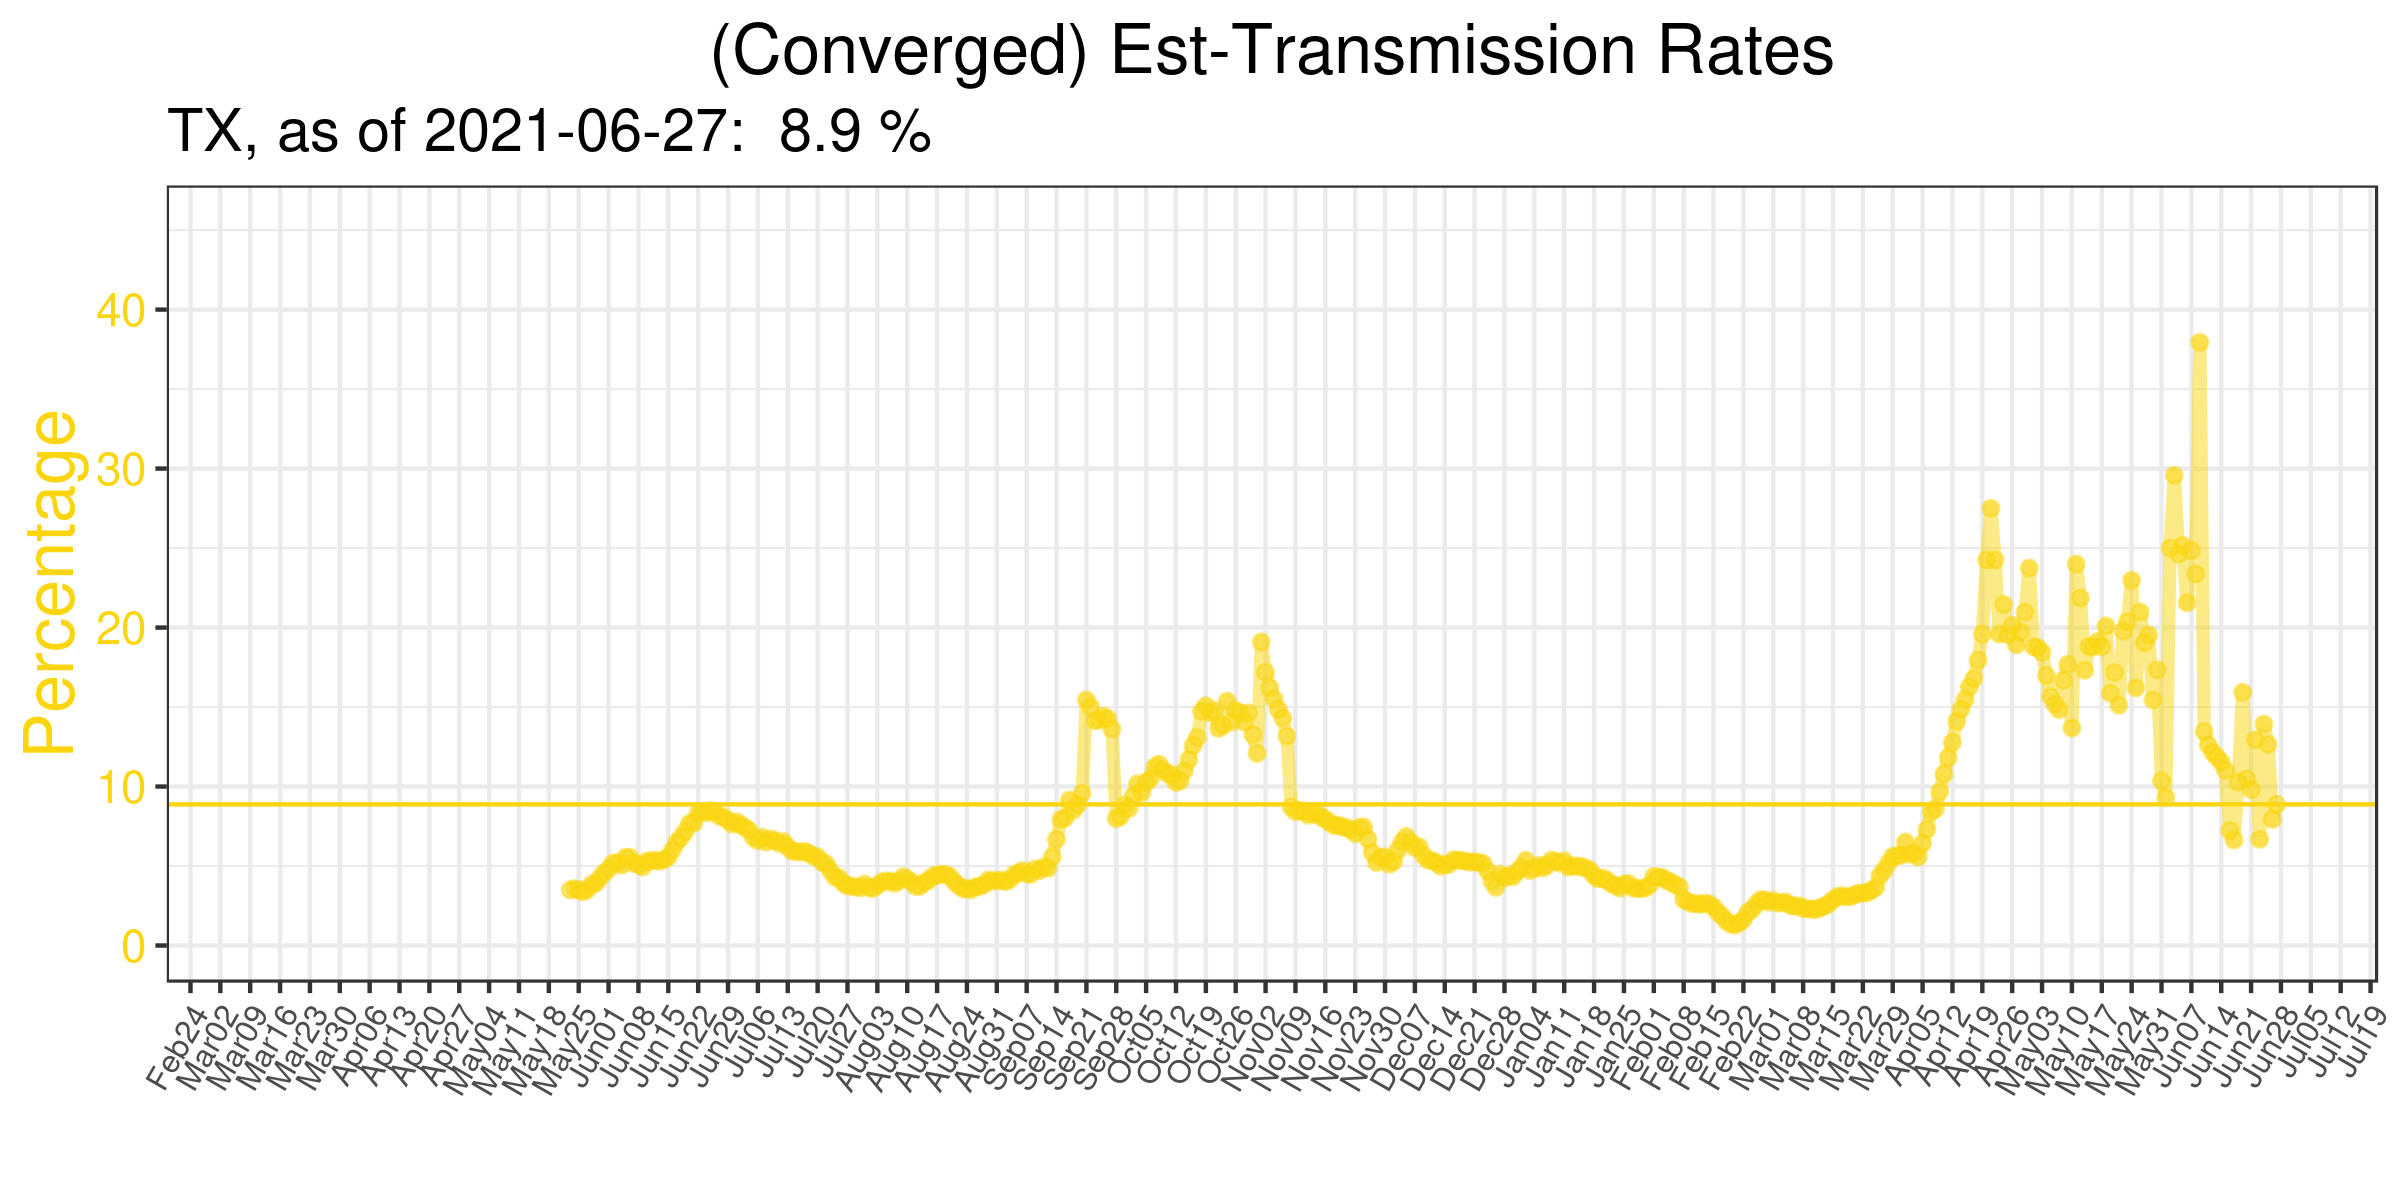 (Converged) Est-Transmission Rates
TX, as of 2021-06-27: 8.9 %
Percentage
40
30
20
10
0
Feb24
Mar02
Mar09
Mar16
Mar23
Mar30
Apr06
Apr13
Apr20
Apr27
May04
May11
May18
May25
Jun01
Jun08
Jun15
Jun22
Jun29
Jul06
Jul13
Jul20
Jul27
Aug03
Aug10
Aug17
Aug24
Aug31
Sep07
Sep14
Sep21
Sep28
Oct05
Oct12
Oct19
Oct26
Nov02
Nov09
Nov16
Nov23
Nov30
Dec07
Dec14
Dec21
Dec28
Jan04
Jan11
Jan18
Jan25
Feb01
Feb08
Feb15
Feb22
Mar01
Mar08
Mar15
Mar22
Mar29
Apr05
Apr12
Apr19
Apr26
May03
May10
May17
May24
May31
Jun07
Jun14
Jun21
Jun28
Jul05
Jul12
Jul19